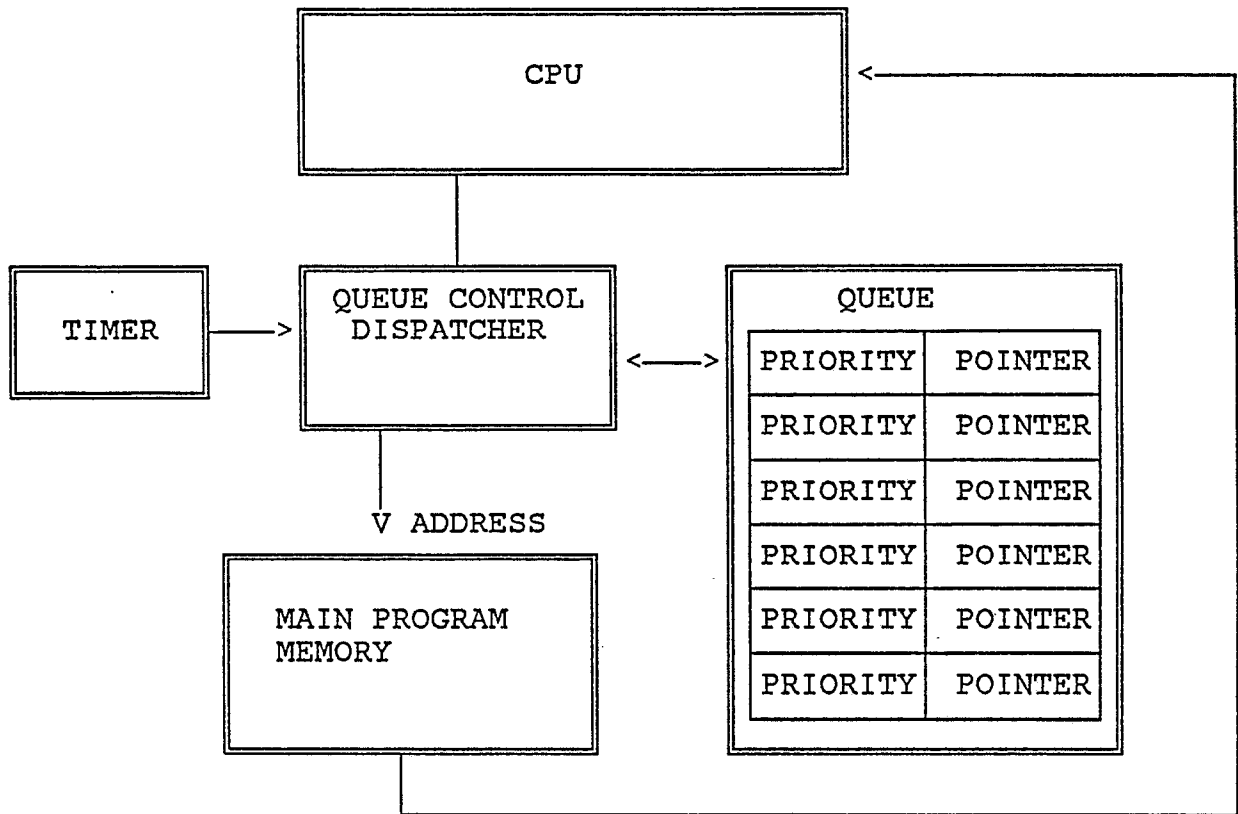 CPU
TIMER
QUEUE CONTROL
DISPATCHER
QUEUE
PRIORITY POINTER
PRIORITY POINTER
PRIORITY POINTER
PRIORITY POINTER
PRIORITY POINTER
PRIORITY POINTER
V ADDRESS
MAIN PROGRAM
MEMORY